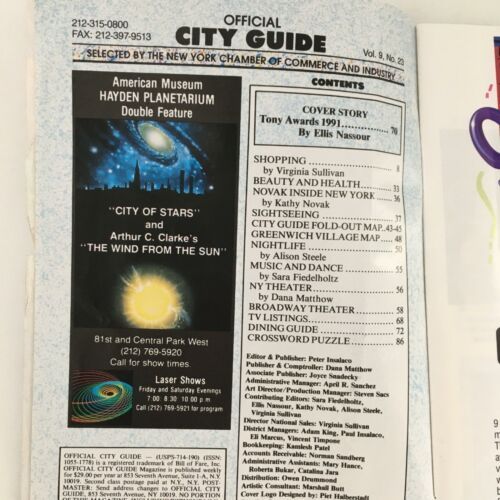 212-315-0800
FAX: 212-397-9513
OFFICIAL
CITY GUIDE
Vol. 9, No. 23
SELECTED BY THE NEW YORK CHAMBER OF COMMERCE AND INDUSTRY
American Museum
HAYDEN PLANETARIUM
Double Feature
"CITY OF STARS"
and
Arthur C. Clarke's
"THE WIND FROM THE SUN"
81st and Central Park West
(212) 769-5920
Call for show times.
Laser Shows
Friday and Saturday Evenings
7:00 8:30 10:00 p.m.
Call (212) 769-5921 for program
OFFICIAL CITY GUIDE — (USPS-714-190) (ISSN:
1055-1778) is a registered trademark of Bill of Fare, Inc.
OFFICIAL CITY GUIDE Magazine is published weekly
for $29.00 per year at 853 Seventh Avenue, Suite 1-A, NY,
10019. Second class postage paid at N.Y., N.Y. POST-
MASTER: Send address changes to OFFICIAL CITY
GUIDE, 853 Seventh Avenue, NY 10019. NO PORTION
CONTENTS
COVER STORY
Tony Awards 1991 70
By Ellis Nassour
SHOPPING 8
by Virginia Sullivan
BEAUTY AND HEALTH 33
NOVAK INSIDE NEW YORK 36
by Kathy Novak
SIGHTSEEING 37
CITY GUIDE FOLD-OUT MAP 43-45
GREENWICH VILLAGE MAP 48
NIGHTLIFE 50
by Alison Steele
MUSIC AND DANCE 55
by Sara Fiedelholtz
NY THEATER 56
by Dana Matthow
BROADWAY THEATER 58
TV LISTINGS 68
DINING GUIDE 72
CROSSWORD PUZZLE 86
Editor & Publisher: Peter Insalaco
Publisher & Comptroller: Dana Matthow
Associate Publisher: Joyce Snadecky
Administrative Manager: April R. Sanchez
Art Director/Production Manager: Steven Sacs
Contributing Editors: Sara Fiedelholtz,
Ellis Nassour, Kathy Novak, Alison Steele,
Virginia Sullivan
Director National Sales: Virginia Sullivan
District Managers: Adam King, Paul Insalaco,
Eli Marcus, Vincent Timpone
Bookkeeping: Kamlesh Patel
Accounts Receivable: Norman Sandberg
Administrative Assistants: Mary Hance,
Roberta Bukar, Catalina Jara
Distribution: Owen Drummond
Artistic Consultant: Marshall Butt
Cover Logo Designed by: Piet Halberstadt